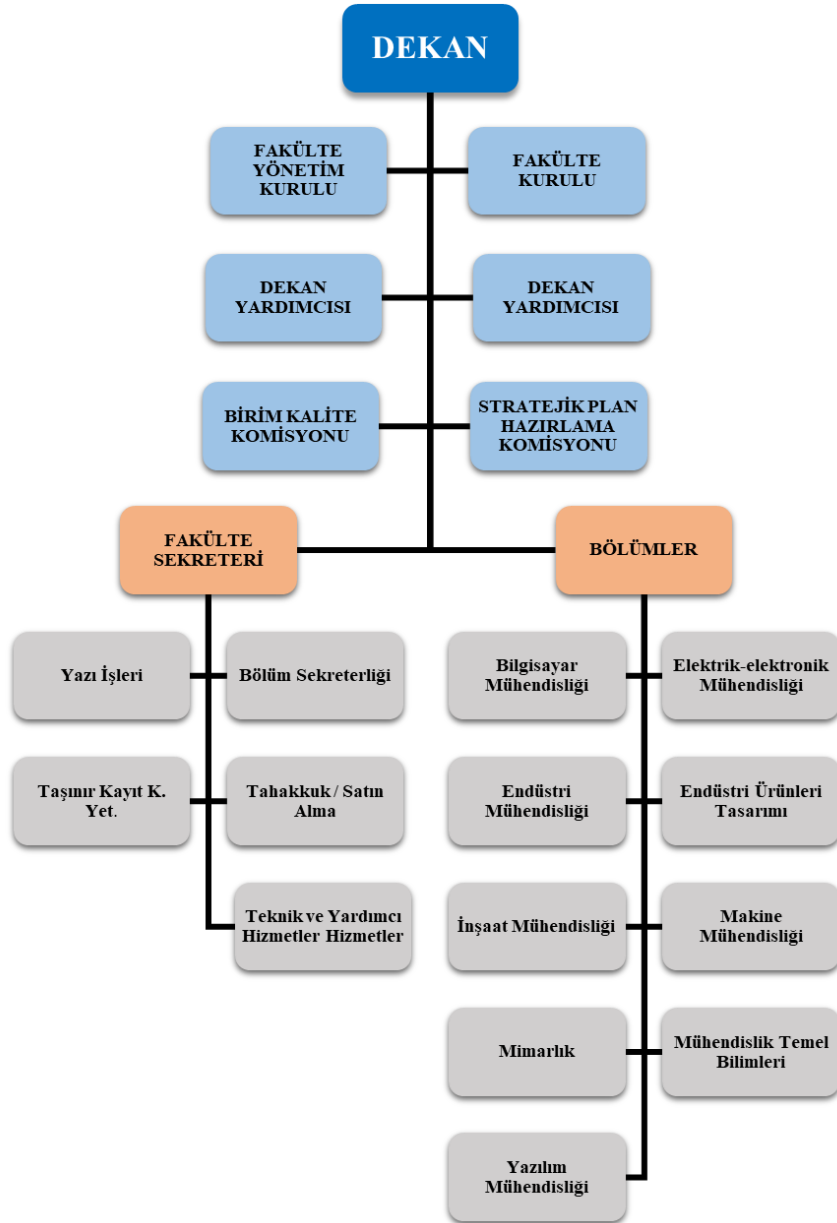 DEKAN
FAKÜLTE
YÖNETİM
KURULU
FAKÜLTE
KURULU
DEKAN
YARDIMCISI
DEKAN
YARDIMCISI
BİRİM KALİTE
KOMİSYONU
STRATEJİK PLAN
HAZIRLAMA
KOMİSYONU
FAKÜLTE
SEKRETERİ
BÖLÜMLER
Yazı İşleri
Bölüm Sekreterliği
Taşınır Kayıt K.
Yet.
Tahakkuk / Satın
Alma
Teknik ve Yardımcı
Hizmetler Hizmetler
Bilgisayar
Mühendisliği
Elektrik-elektronik
Mühendisliği
Endüstri
Mühendisliği
Endüstri Ürünleri
Tasarımı
İnşaat Mühendisliği
Makine
Mühendisliği
Mimarlık
Mühendislik Temel
Bilimleri
Yazılım
Mühendisliği